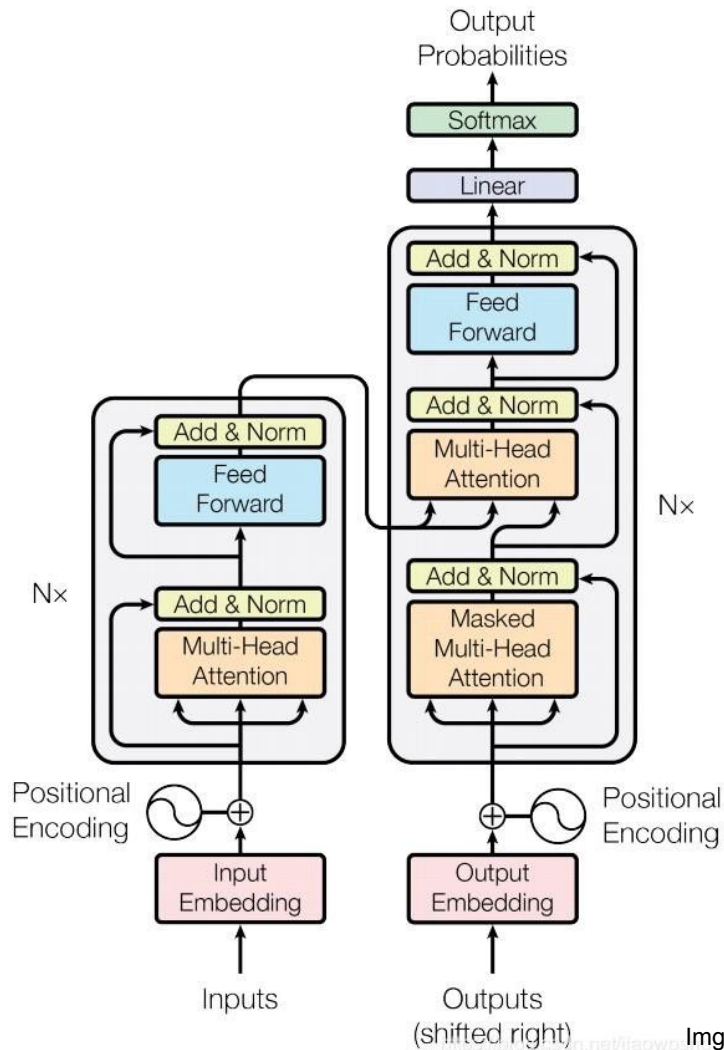 Output
Probabilities
Softmax
Linear
Add & Norm
Feed
Forward
Add & Norm
Multi-Head
Attention
Add & Norm
Masked
Multi-Head
Attention
Nx
Add & Norm
Feed
Forward
Add & Norm
Multi-Head
Attention
N×
Positional
Encoding
Positional
Encoding
Input
Embedding
Output
Embedding
Inputs
Outputs
(shifted right)
Img